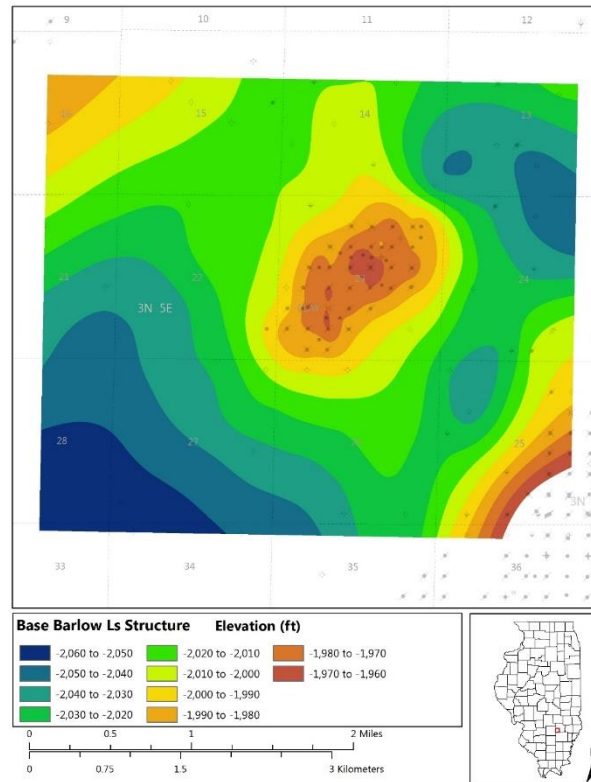 9 10 11 12
16 15 14 13
21 22 23 24
3N 5E
28 27 26 25
3N
33 34 35 36
Base Barlow Ls Structure Elevation (ft)
-2,060 to -2,050 -2,020 to -2,010 -1,980 to -1,970
-2,050 to -2,040 -2,010 to -2,000 -1,970 to -1,960
-2,040 to -2,030 -2,000 to -1,990
-2,030 to -2,020 -1,990 to -1,980
0 0.5 1 2 Miles
0 0.75 1.5 3 Kilometers